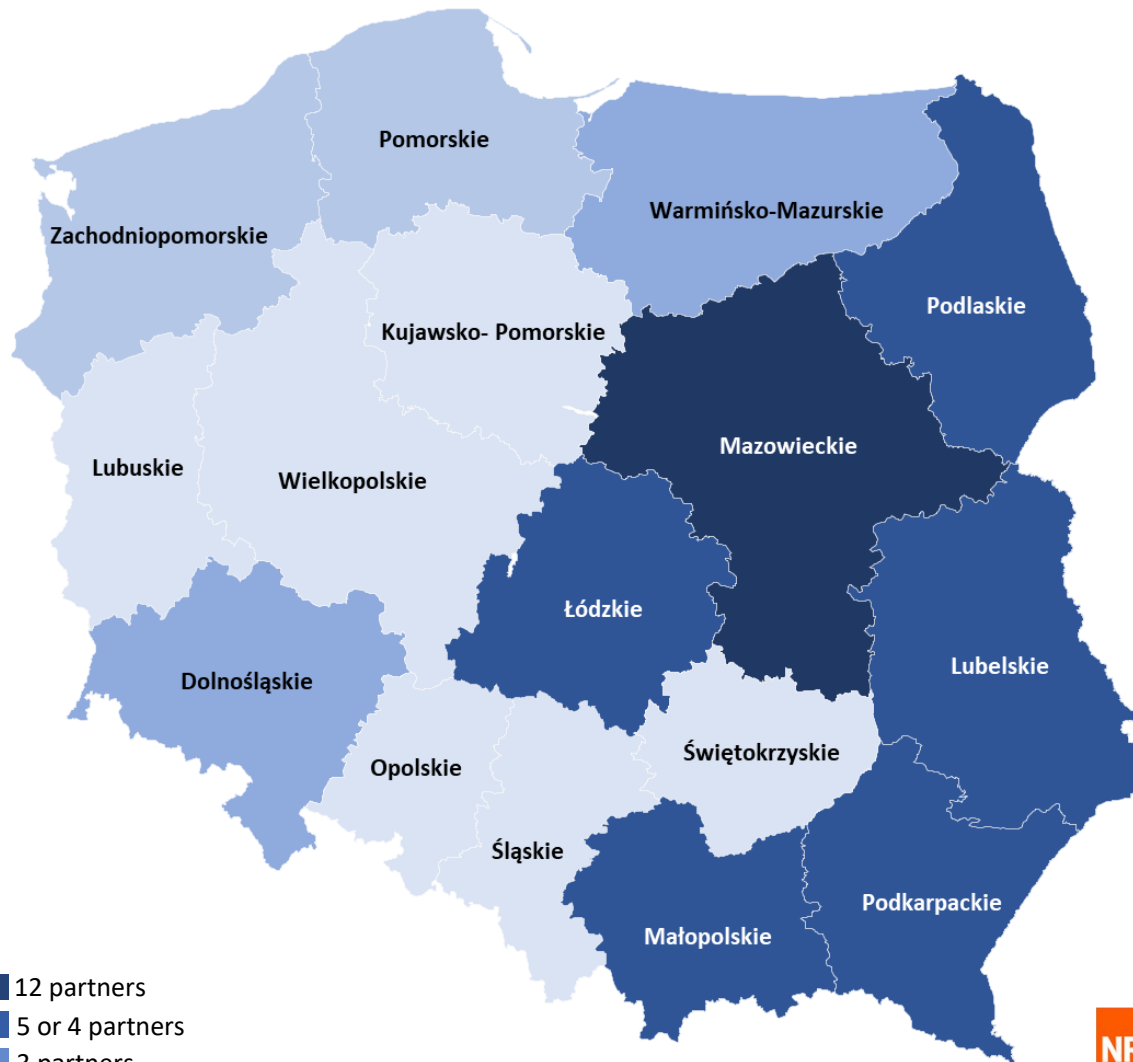 Pomorskie
Warmińsko-Mazurskie
Zachodniopomorskie
Podlaskie
Kujawsko- Pomorskie
Mazowieckie
Lubuskie
Wielkopolskie
Łódzkie
Lubelskie
Dolnośląskie
Świętokrzyskie
Opolskie
Śląskie
Podkarpackie
Małopolskie
12 partners
5 or 4 partners
partners